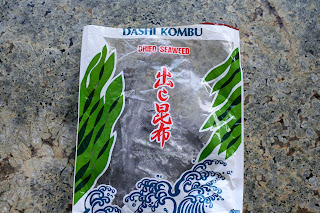 DASHI KOMBU
DRIED SEAWEED
出し昆布